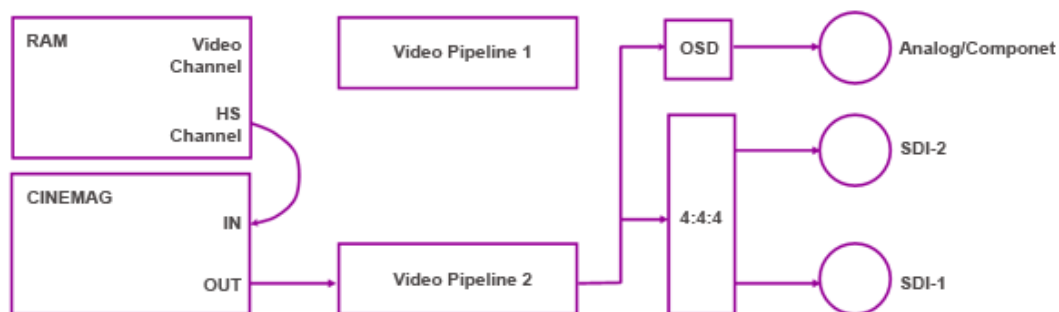 RAM
Video
Channel
HS
Channel
Video Pipeline 1
OSD
Analog/Componet
SDI-2
CINEMAG
IN
OUT
Video Pipeline 2
4:4:4
SDI-1